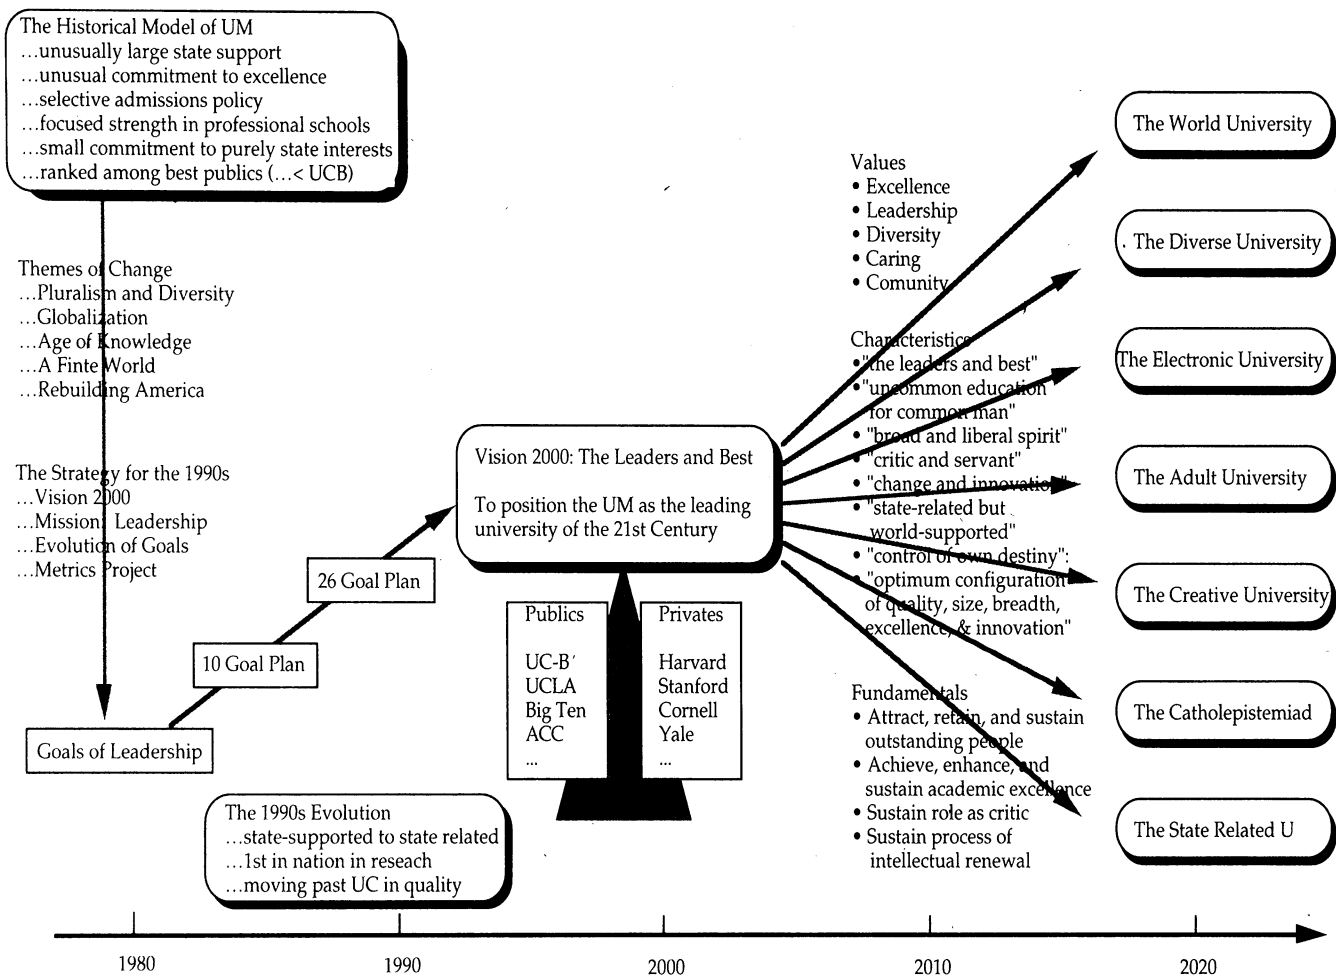 The Historical Model of UM
...unusually large state support
...unusual commitment to excellence
...selective admissions policy
...focused strength in professional schools
...small commitment to purely state interests
...ranked among best publics (...< UCB)
Themes of Change
...Pluralism and Diversity
...Globalization
...Age of Knowledge
...A Finte World
...Rebuilding America
The Strategy for the 1990s
...Vision 2000
...Mission: Leadership
...Evolution of Goals
...Metrics Project
Goals of Leadership
10 Goal Plan
26 Goal Plan
The 1990s Evolution
...state-supported to state related
...1st in nation in reseach
...moving past UC in quality
Vision 2000: The Leaders and Best
To position the UM as the leading
university of the 21st Century
Publics
UC-B
UCLA
Big Ten
ACC
...
Privates
Harvard
Stanford
Cornell
Yale
...
Values
• Excellence
• Leadership
• Diversity
• Caring
• Comunity
Characteristics
•"the leaders and best"
•"uncommon education
for common man"
• "broad and liberal spirit"
• "critic and servant"
• "change and innovation"
• "state-related but
world-supported"
• "control of own destiny":
• "optimum configuration
of quality, size, breadth,
excellence, & innovation"
Fundamentals
• Attract, retain, and sustain
outstanding people
• Achieve, enhance, and
sustain academic excellence
• Sustain role as critic
• Sustain process of
intellectual renewal
The World University
The Diverse University
The Electronic University
The Adult University
The Creative University
The Catholepistemiad
The State Related U
1980
1990
2000
2010
2020